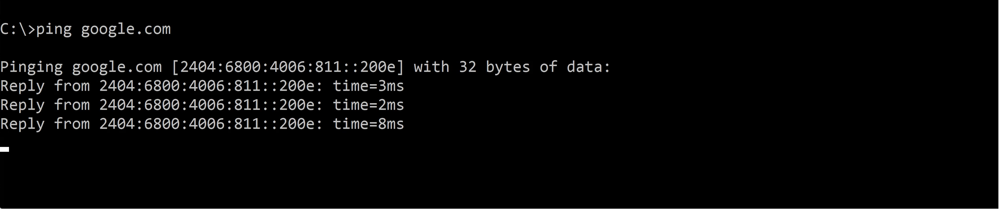 C:\>ping google.com
Pinging google.com [2404:6800:4006:811::200e] with 32 bytes of data:
Reply from 2404:6800:4006:811::200e: time=3ms
Reply from 2404:6800:4006:811::200e: time=2ms
Reply from 2404:6800:4006:811::200e: time=8ms